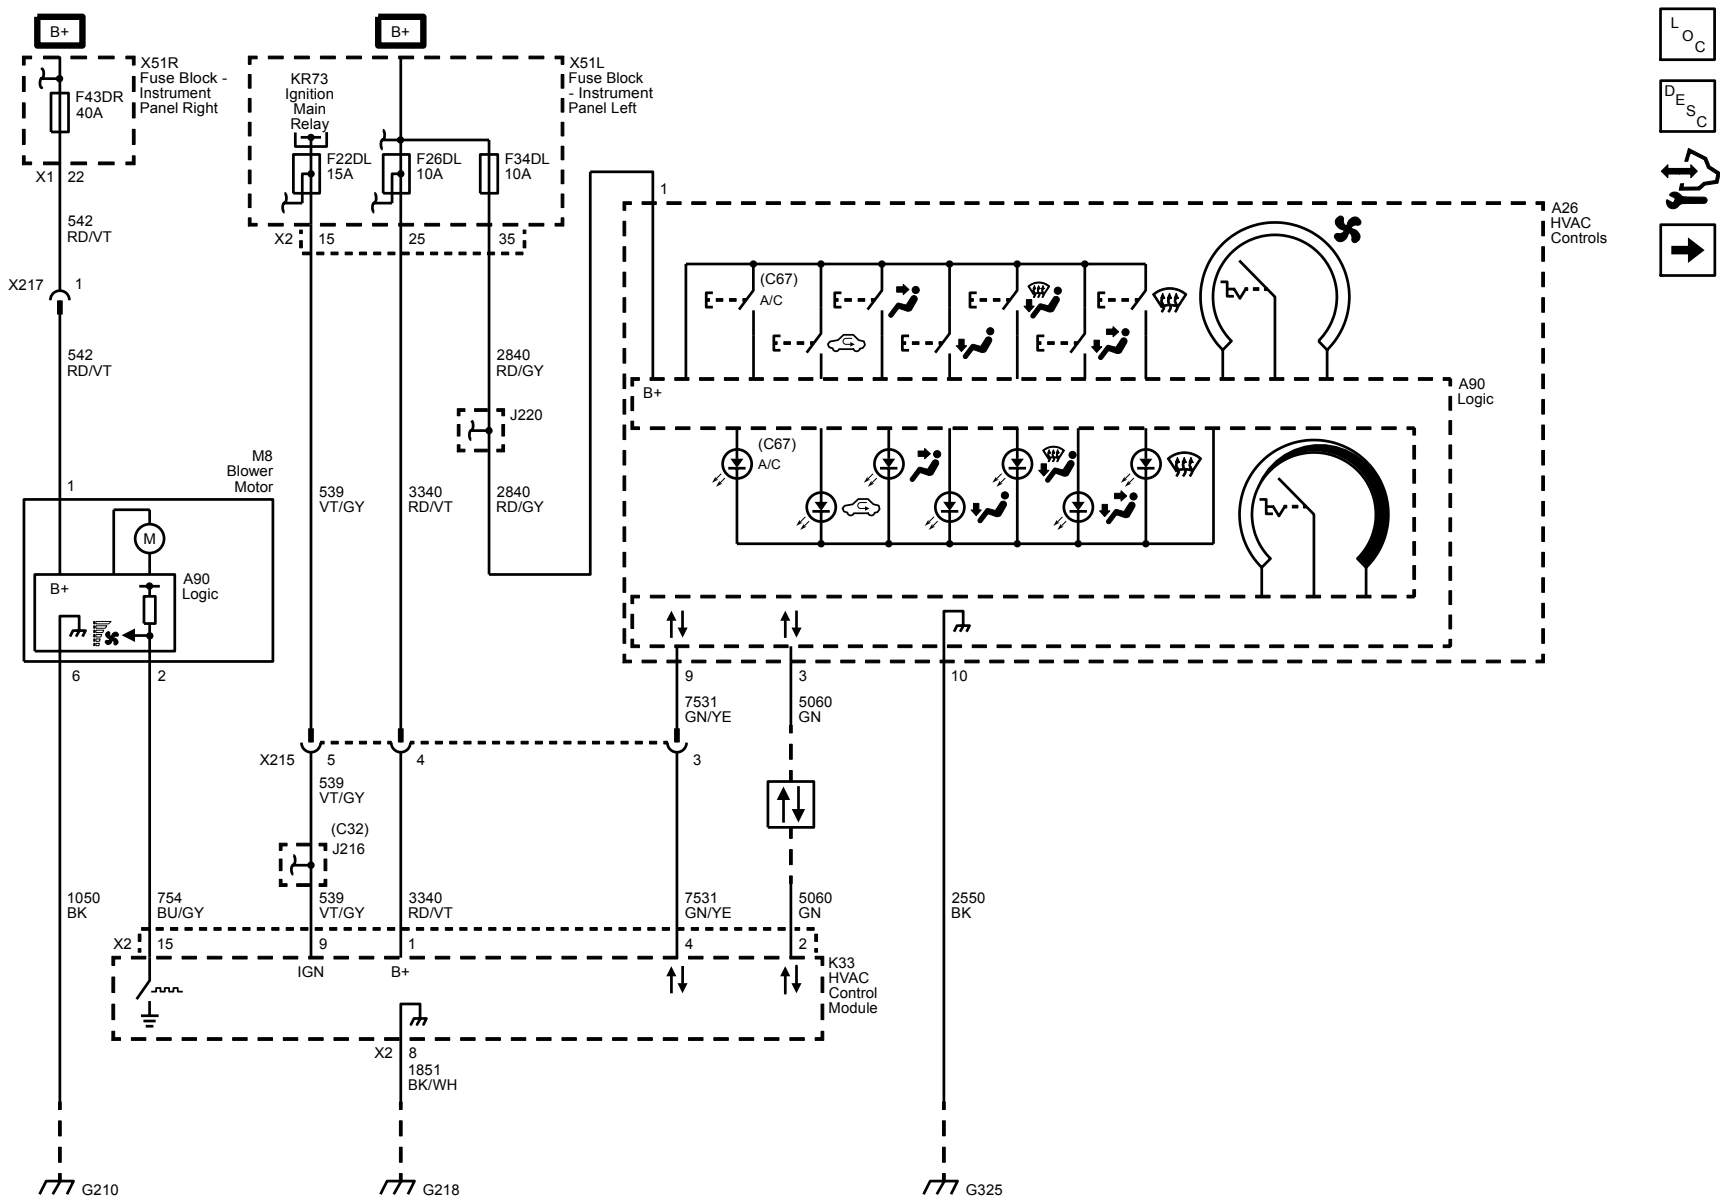 B+
B+
L
O
C
X51R
Fuse Block -
Instrument
Panel Right
F43DR
40A
X1
22
542
RD/VT
X217
1
542
RD/VT
KR73
Ignition
Main
Relay
X51L
Fuse Block
- Instrument
Panel Left
F22DL
15A
F26DL
10A
F34DL
10A
X2
15
25
35
D
E
S
C
2840
RD/GY
J220
2840
RD/GY
539
VT/GY
3340
RD/VT
M8
Blower
Motor
1
M
B+
A90
Logic
6
2
1
A26
HVAC
Controls
(C67)
A/C
B+
A90
Logic
(C67)
A/C
9
3
10
7531
GN/YE
5060
GN
X215
5
4
3
539
VT/GY
(C32)
J216
1050
BK
754
BU/GY
539
VT/GY
3340
RD/VT
7531
GN/YE
5060
GN
2550
BK
X2
15
9
1
4
2
IGN
B+
K33
HVAC
Control
Module
X2
8
1851
BK/WH
G210
G218
G325